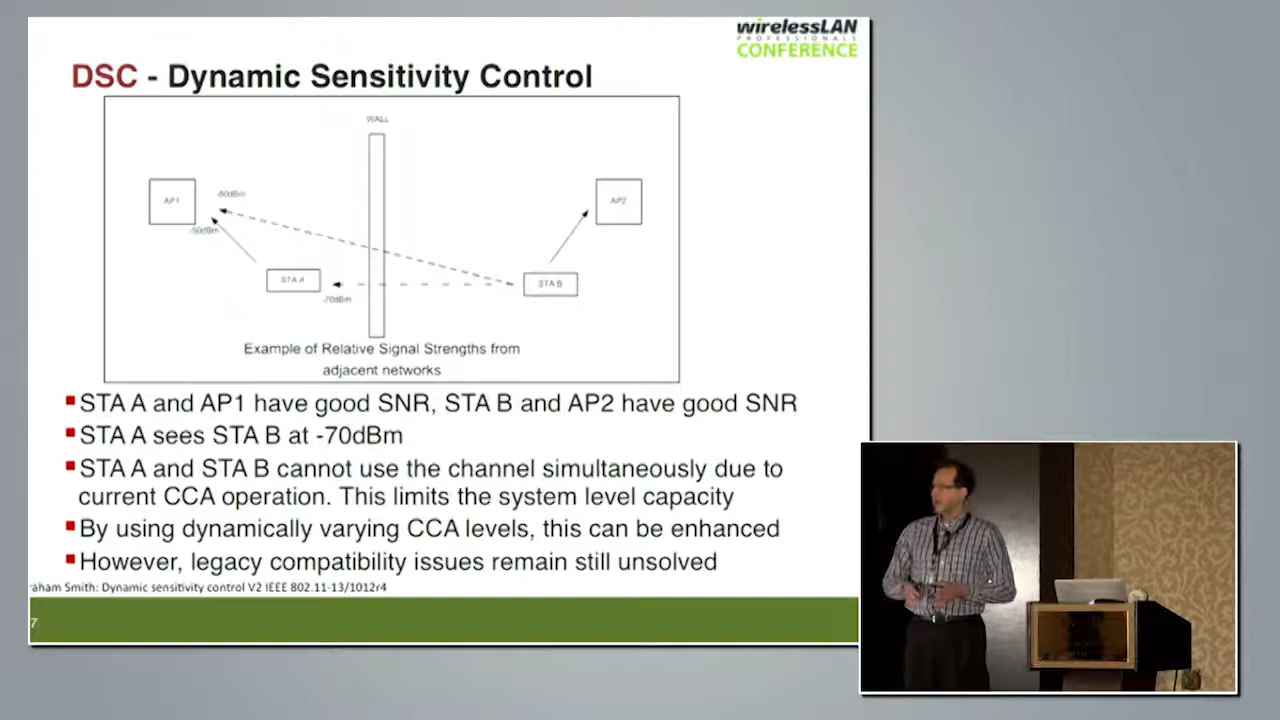 wirelessLAN
PROFESSIONALS
CONFERENCE
DSC - Dynamic Sensitivity Control
WALL
AP1
-80dBm
-50dBm
AP2
STA A
STA B
-70dBm
Example of Relative Signal Strengths from
adjacent networks
STA A and AP1 have good SNR, STA B and AP2 have good SNR
STA A sees STA B at -70dBm
STA A and STA B cannot use the channel simultaneously due to
current CCA operation. This limits the system level capacity
By using dynamically varying CCA levels, this can be enhanced
However, legacy compatibility issues remain still unsolved
raham Smith: Dynamic sensitivity control V2 IEEE 802.11-13/1012r4
7